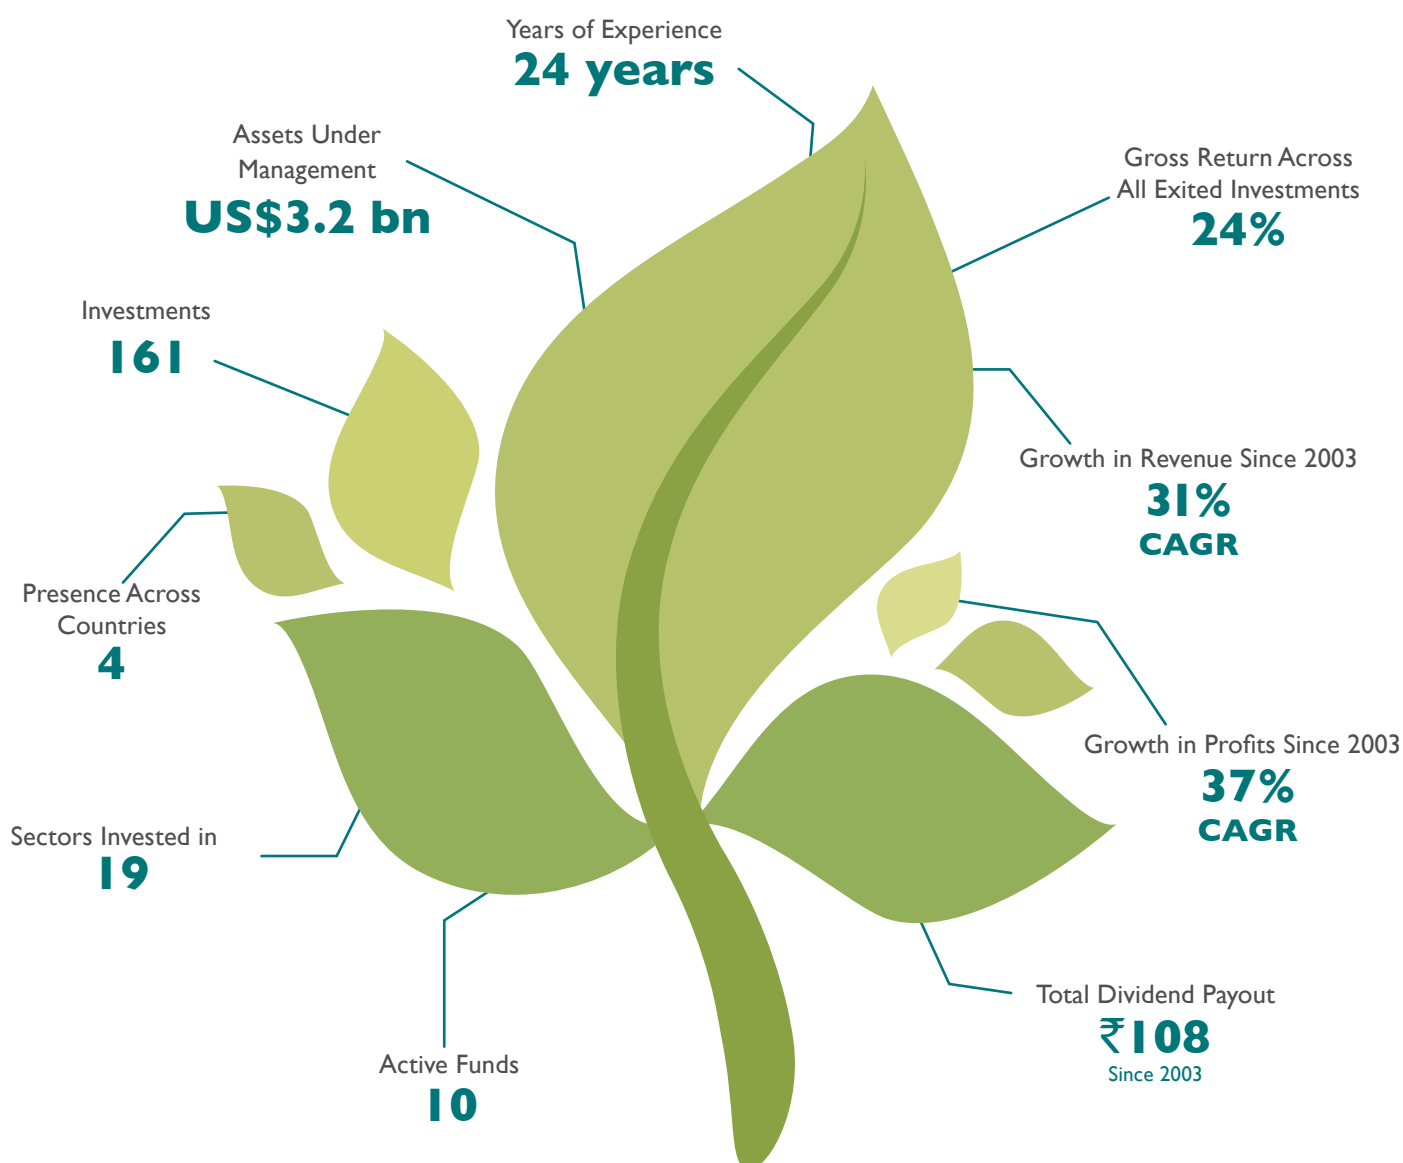 Years of Experience
24 years
Assets Under
Management
US$3.2 bn
Gross Return Across
All Exited Investments
24%
Investments
161
Growth in Revenue Since 2003
31%
CAGR
Presence Across
Countries
4
Growth in Profits Since 2003
37%
CAGR
Sectors Invested in
19
Total Dividend Payout
₹108
Since 2003
Active Funds
10